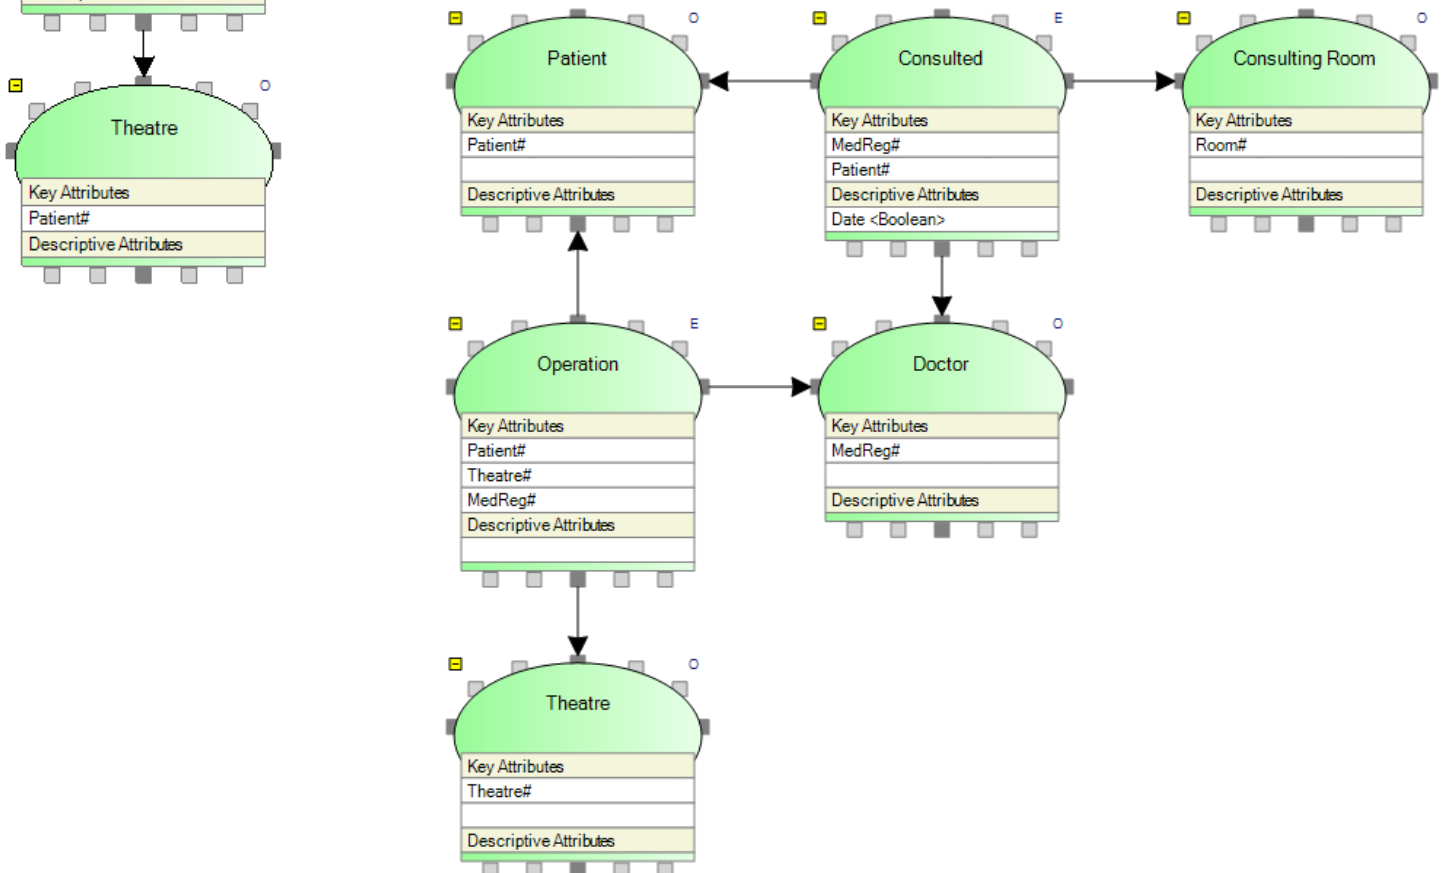 O
Theatre
Key Attributes
Patient#
Descriptive Attributes
O
Patient
Key Attributes
Patient#
Descriptive Attributes
E
Consulted
Key Attributes
MedReg#
Patient#
Descriptive Attributes
Date <Boolean>
O
Consulting Room
Key Attributes
Room#
Descriptive Attributes
E
Operation
Key Attributes
Patient#
Theatre#
MedReg#
Descriptive Attributes
O
Doctor
Key Attributes
MedReg#
Descriptive Attributes
O
Theatre
Key Attributes
Theatre#
Descriptive Attributes